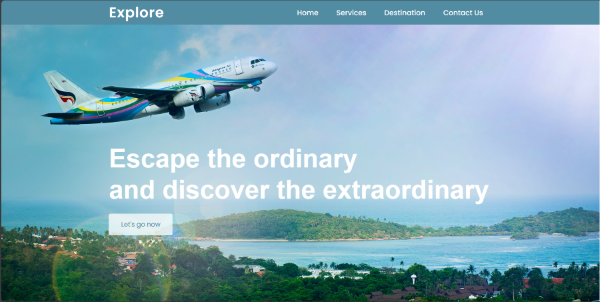 Explore
Home Services Destination Contact Us
Escape the ordinary
and discover the extraordinary
Let's go now